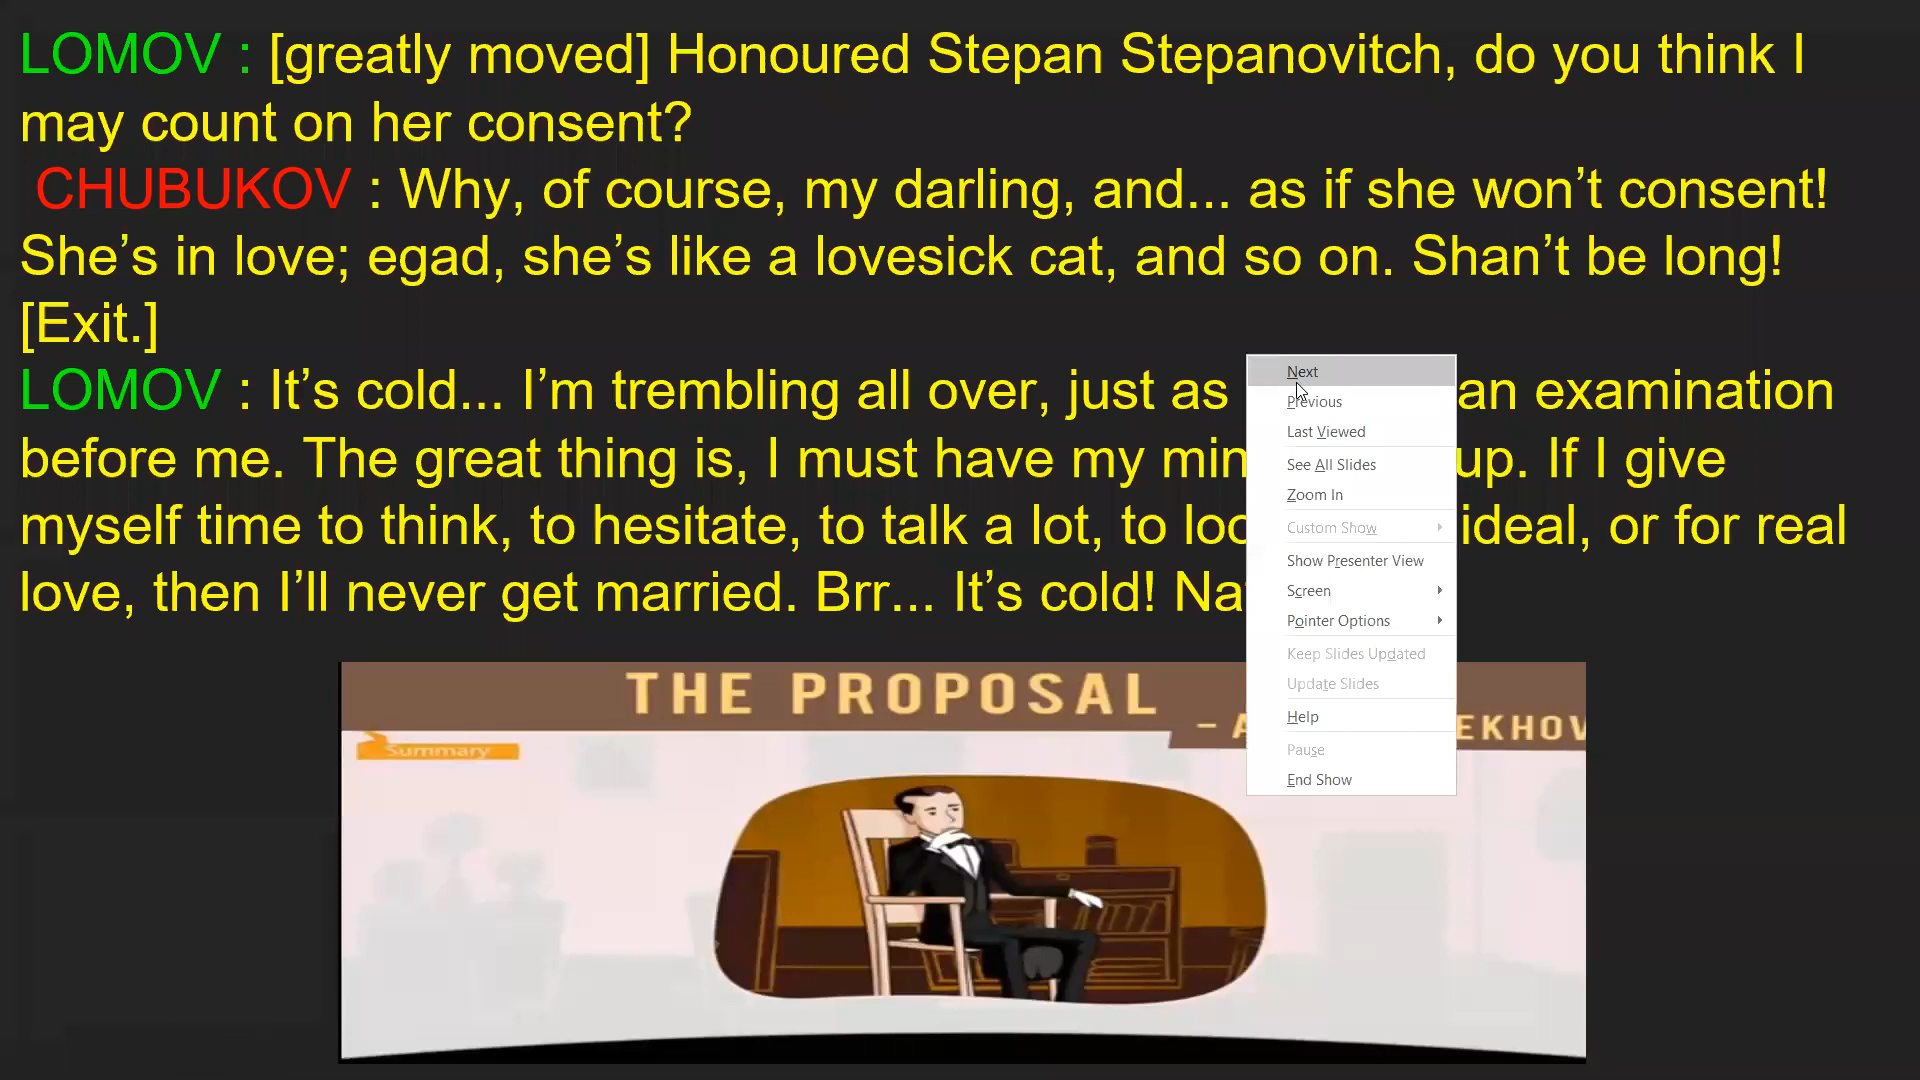 LOMOV : [greatly moved] Honoured Stepan Stepanovitch, do you think I
may count on her consent?
CHUBUKOV : Why, of course, my darling, and... as if she won’t consent!
She’s in love; egad, she’s like a lovesick cat, and so on. Shan’t be long!
[Exit.]
LOMOV : It’s cold... I’m trembling all over, just as an examination
before me. The great thing is, I must have my up. If I give
myself time to think, to hesitate, to talk a lot, to ideal, or for real
love, then I’ll never get married. Brr... It’s cold!
Next
Previous
Last Viewed
See All Slides
Zoom In
Custom Show
Show Presenter View
Screen
Pointer Options
Keep Slides Updated
Update Slides
Help
Pause
End Show
THE PROPOSAL
Summary